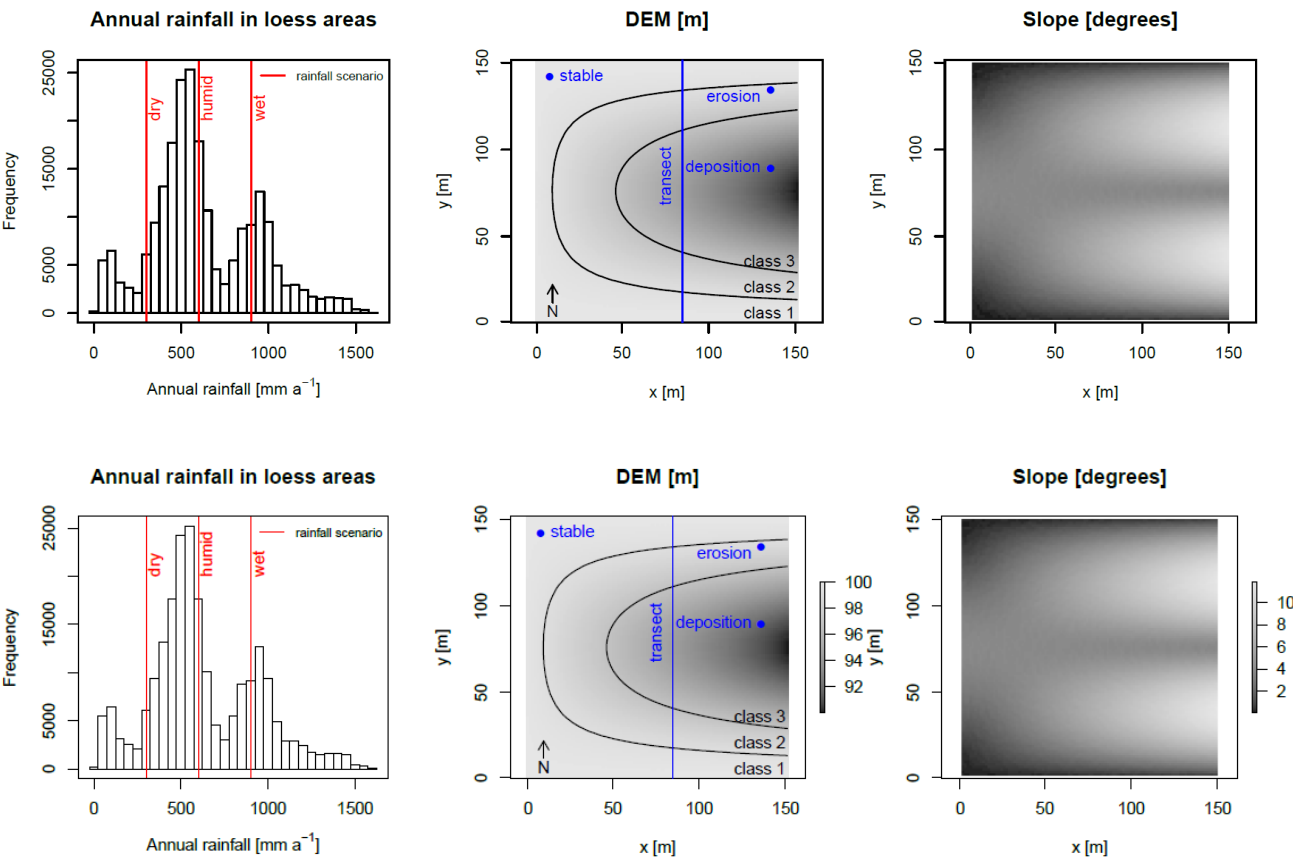 Annual rainfall in loess areas
DEM [m]
Slope [degrees]
Frequency
25000
15000
5000
0
dry
humid
wet
rainfall scenario
0 500 1000 1500
Annual rainfall [mm a⁻¹]
y [m]
150
100
50
0
stable
erosion
deposition
transect
class 3
class 2
class 1
N
0 50 100 150
x [m]
y [m]
150
100
50
0
0 50 100 150
x [m]
Annual rainfall in loess areas
DEM [m]
Slope [degrees]
Frequency
25000
15000
5000
0
dry
humid
wet
rainfall scenario
0 500 1000 1500
Annual rainfall [mm a⁻¹]
y [m]
150
100
50
0
stable
erosion
deposition
transect
class 3
class 2
class 1
N
0 50 100 150
x [m]
100
98
96
94
92
y [m]
150
100
50
0
0 50 100 150
x [m]
10
8
6
4
2